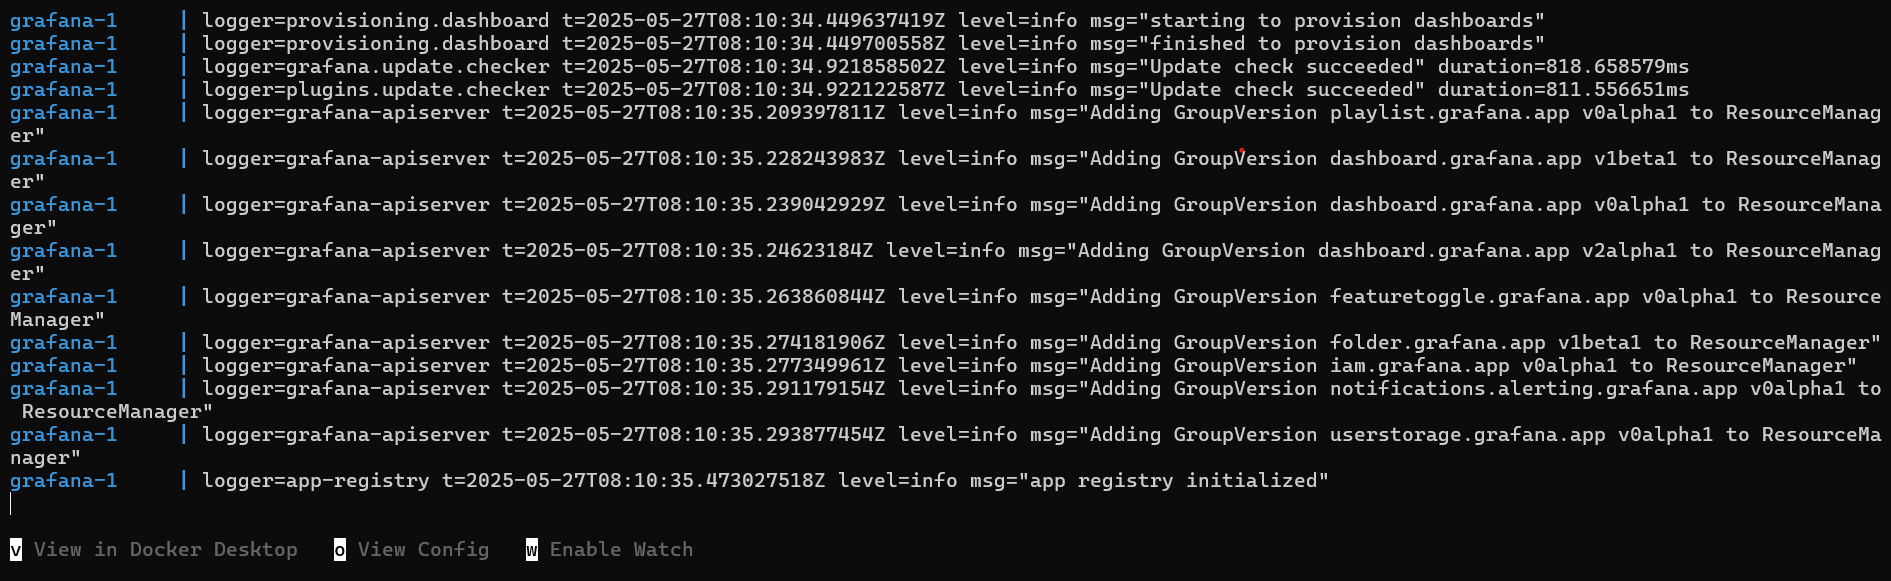 grafana-1     | logger=provisioning.dashboard t=2025-05-27T08:10:34.449637419Z level=info msg="starting to provision dashboards"
grafana-1     | logger=provisioning.dashboard t=2025-05-27T08:10:34.449700558Z level=info msg="finished to provision dashboards"
grafana-1     | logger=grafana.update.checker t=2025-05-27T08:10:34.921858502Z level=info msg="Update check succeeded" duration=818.658579ms
grafana-1     | logger=plugins.update.checker t=2025-05-27T08:10:34.922122587Z level=info msg="Update check succeeded" duration=811.556651ms
grafana-1     | logger=grafana-apiserver t=2025-05-27T08:10:35.209397811Z level=info msg="Adding GroupVersion playlist.grafana.app v0alpha1 to ResourceManag
er"
grafana-1     | logger=grafana-apiserver t=2025-05-27T08:10:35.228243983Z level=info msg="Adding GroupVersion dashboard.grafana.app v1beta1 to ResourceManag
er"
grafana-1     | logger=grafana-apiserver t=2025-05-27T08:10:35.239042929Z level=info msg="Adding GroupVersion dashboard.grafana.app v0alpha1 to ResourceMana
ger"
grafana-1     | logger=grafana-apiserver t=2025-05-27T08:10:35.24623184Z level=info msg="Adding GroupVersion dashboard.grafana.app v2alpha1 to ResourceManag
er"
grafana-1     | logger=grafana-apiserver t=2025-05-27T08:10:35.263860844Z level=info msg="Adding GroupVersion featuretoggle.grafana.app v0alpha1 to Resource
Manager"
grafana-1     | logger=grafana-apiserver t=2025-05-27T08:10:35.274181906Z level=info msg="Adding GroupVersion folder.grafana.app v1beta1 to ResourceManager"
grafana-1     | logger=grafana-apiserver t=2025-05-27T08:10:35.277349961Z level=info msg="Adding GroupVersion iam.grafana.app v0alpha1 to ResourceManager"
grafana-1     | logger=grafana-apiserver t=2025-05-27T08:10:35.291179154Z level=info msg="Adding GroupVersion notifications.alerting.grafana.app v0alpha1 to
 ResourceManager"
grafana-1     | logger=grafana-apiserver t=2025-05-27T08:10:35.293877454Z level=info msg="Adding GroupVersion userstorage.grafana.app v0alpha1 to ResourceMa
nager"
grafana-1     | logger=app-registry t=2025-05-27T08:10:35.473027518Z level=info msg="app registry initialized"
v View in Docker Desktop   o View Config   w Enable Watch